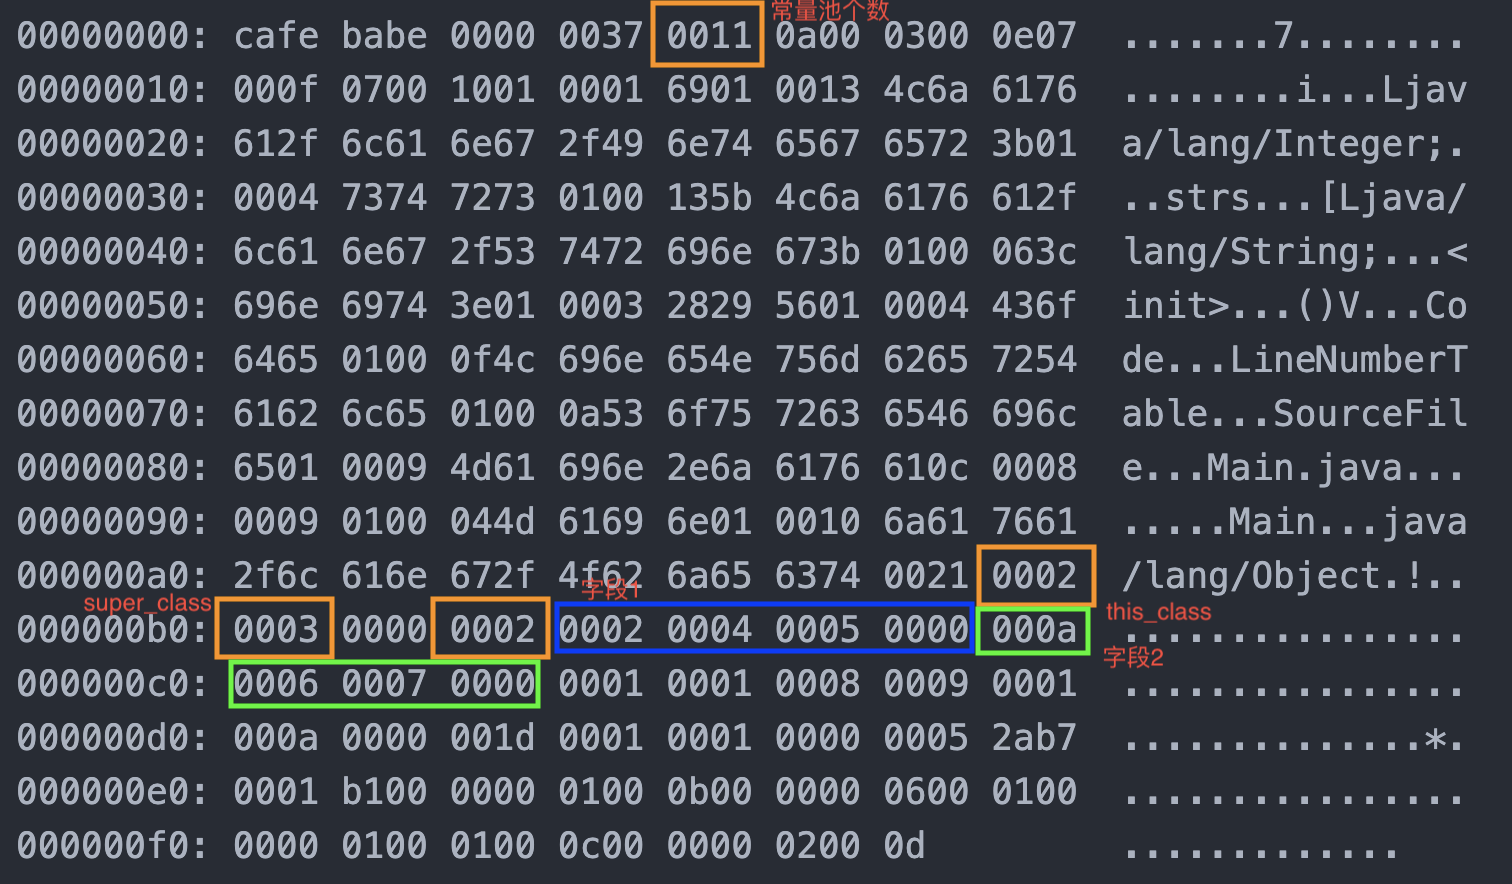 常量池个数
00000000: cafe babe 0000 0037 0011 0a00 0300 0e07 .......7........
00000010: 000f 0700 1001 0001 6901 0013 4c6a 6176 ........i...Ljav
00000020: 612f 6c61 6e67 2f49 6e74 6567 6572 3b01 a/lang/Integer;.
00000030: 0004 7374 7273 0100 135b 4c6a 6176 612f ..strs...[Ljava/
00000040: 6c61 6e67 2f53 7472 696e 673b 0100 063c lang/String;...<
00000050: 696e 6974 3e01 0003 2829 5601 0004 436f init>...()V...Co
00000060: 6465 0100 0f4c 696e 654e 756d 6265 7254 de...LineNumberT
00000070: 6162 6c65 0100 0a53 6f75 7263 6546 696c able...SourceFil
00000080: 6501 0009 4d61 696e 2e6a 6176 610c 0008 e...Main.java...
00000090: 0009 0100 044d 6169 6e01 0010 6a61 7661 .....Main...java
000000a0: 2f6c 616e 672f 4f62 6a65 6374 0021 0002 /lang/Object.!..
字段1
super_class
this_class
000000b0: 0003 0000 0002 0002 0004 0005 0000 000a ................
字段2
000000c0: 0006 0007 0000 0001 0001 0008 0009 0001 ................
000000d0: 000a 0000 001d 0001 0001 0000 0005 2ab7 ..............*.
000000e0: 0001 b100 0000 0100 0b00 0000 0600 0100 ................
000000f0: 0000 0100 0100 0c00 0000 0200 0d .............